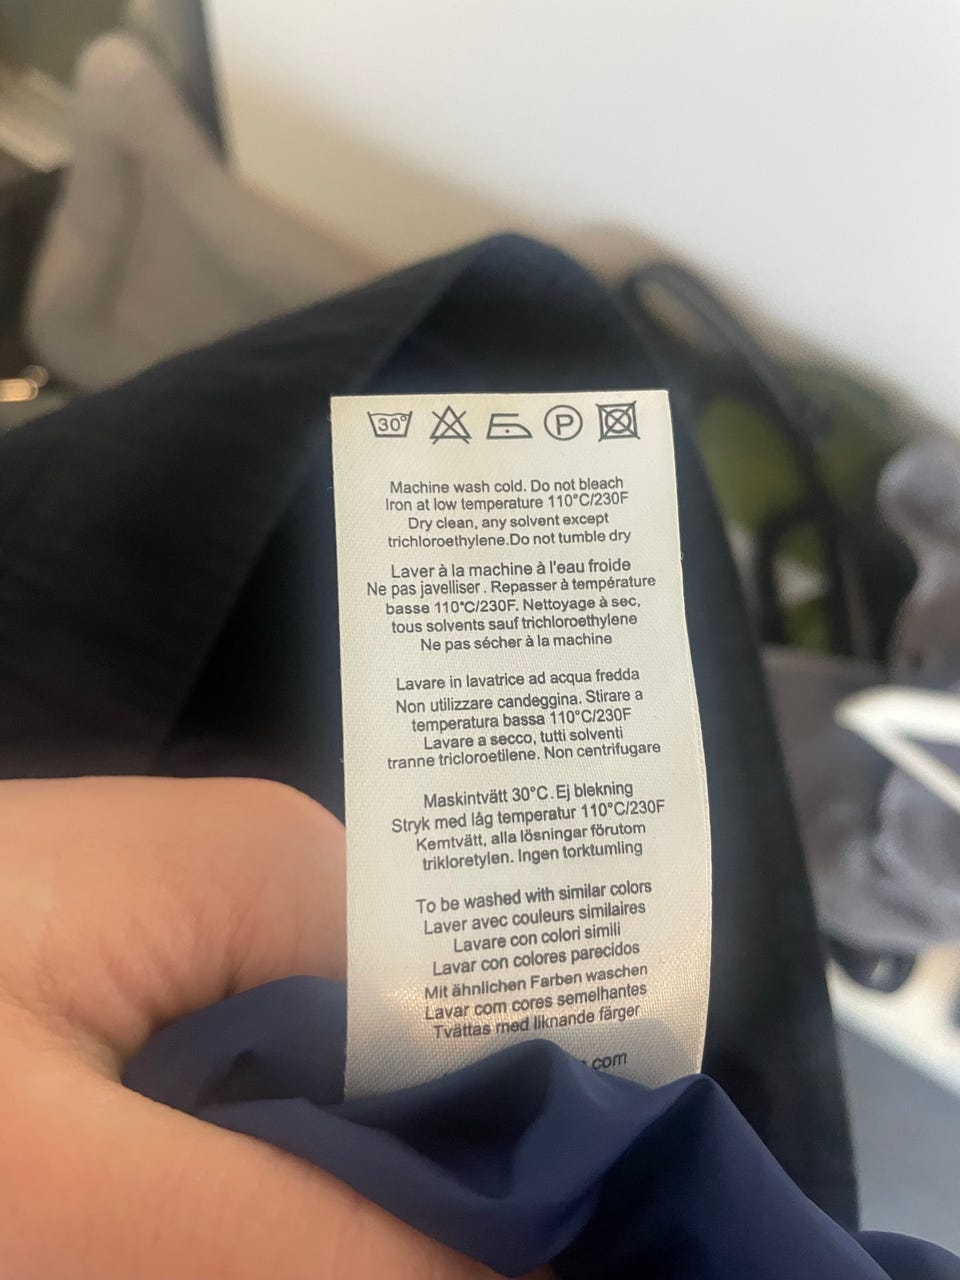 30°
P
Machine wash cold. Do not bleach
Iron at low temperature 110°C/230F
Dry clean, any solvent except
trichloroethylene.Do not tumble dry
Laver à la machine à l'eau froide
Ne pas javelliser . Repasser à température
basse 110°C/230F. Nettoyage à sec,
tous solvents sauf trichloroethylene
Ne pas sécher à la machine
Lavare in lavatrice ad acqua fredda
Non utilizzare candeggina. Stirare a
temperatura bassa 110°C/230F
Lavare a secco, tutti solventi
tranne tricloroetilene. Non centrifugare
Maskintvätt 30°C. Ej blekning
Stryk med låg temperatur 110°C/230F
Kemtvätt, alla lösningar förutom
trikloretylen. Ingen torktumling
To be washed with similar colors
Laver avec couleurs similaires
Lavare con colori simili
Lavar con colores parecidos
Mit ähnlichen Farben waschen
Lavar com cores semelhantes
Tvättas med liknande färger
.com